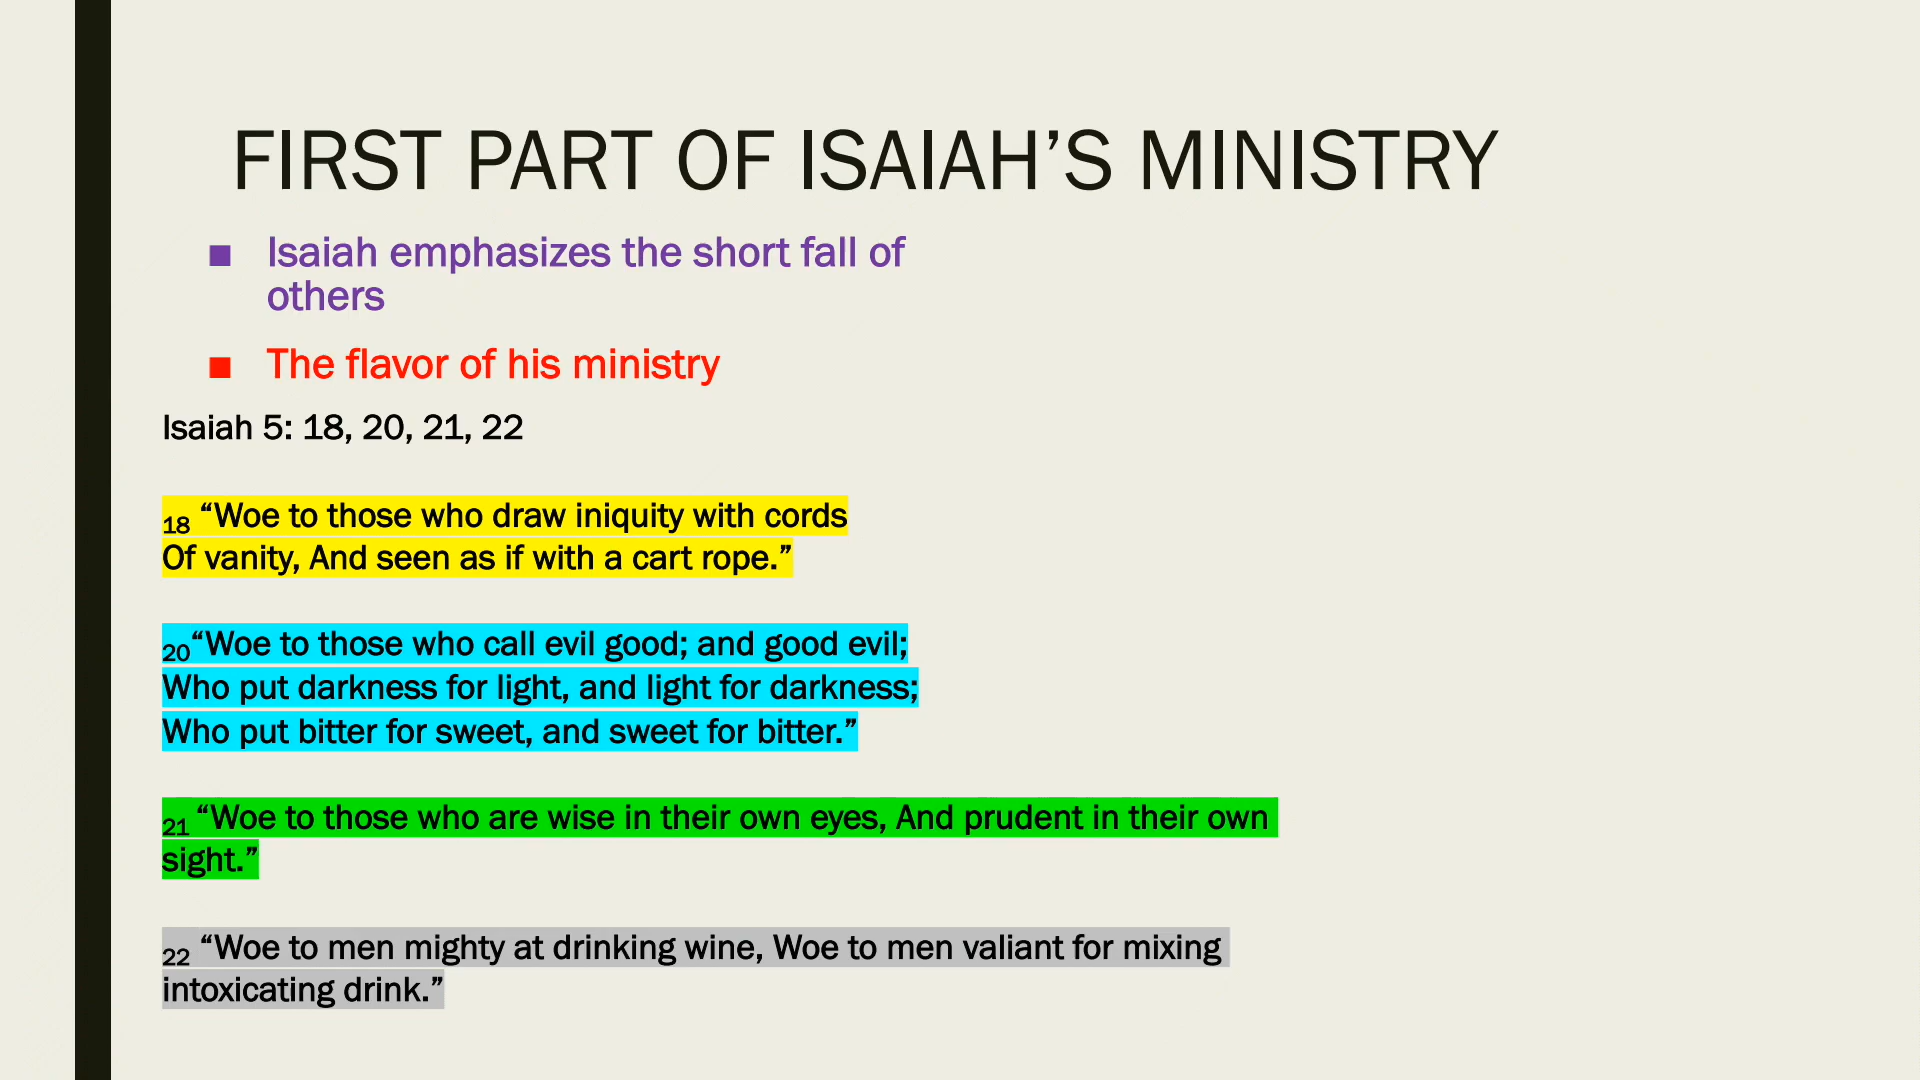 FIRST PART OF ISAIAH’S MINISTRY
■ Isaiah emphasizes the short fall of
others
■ The flavor of his ministry
Isaiah 5: 18, 20, 21, 22
18 “Woe to those who draw iniquity with cords
Of vanity, And seen as if with a cart rope.”
20“Woe to those who call evil good; and good evil;
Who put darkness for light, and light for darkness;
Who put bitter for sweet, and sweet for bitter.”
21 “Woe to those who are wise in their own eyes, And prudent in their own
sight.”
22 “Woe to men mighty at drinking wine, Woe to men valiant for mixing
intoxicating drink.”